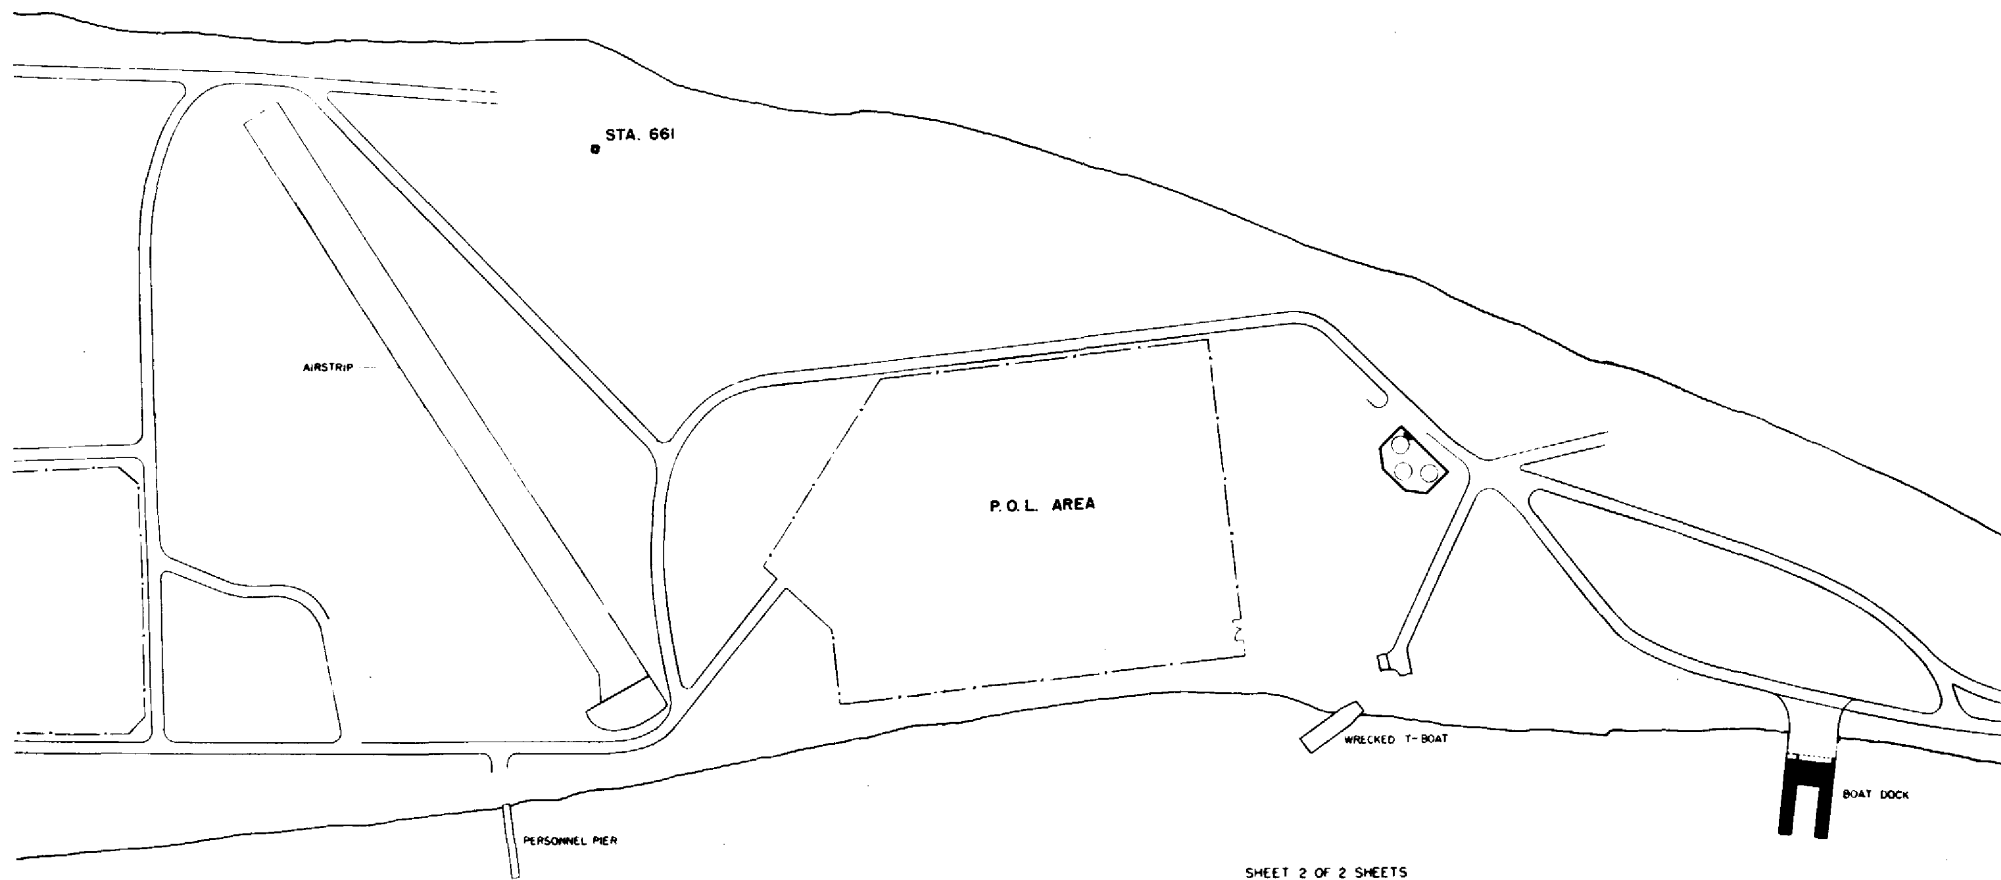 STA. 661
AIRSTRIP
P.O.L. AREA
WRECKED T-BOAT
BOAT DOCK
PERSONNEL PIER
SHEET 2 OF 2 SHEETS